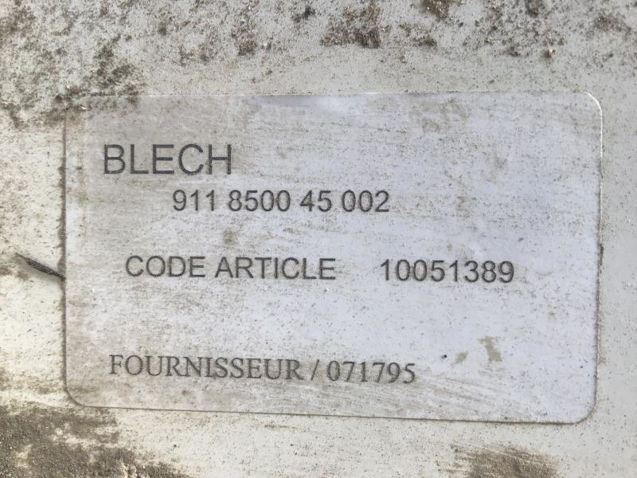 BLECH
911 8500 45 002
CODE ARTICLE 10051389
FOURNISSEUR / 071795